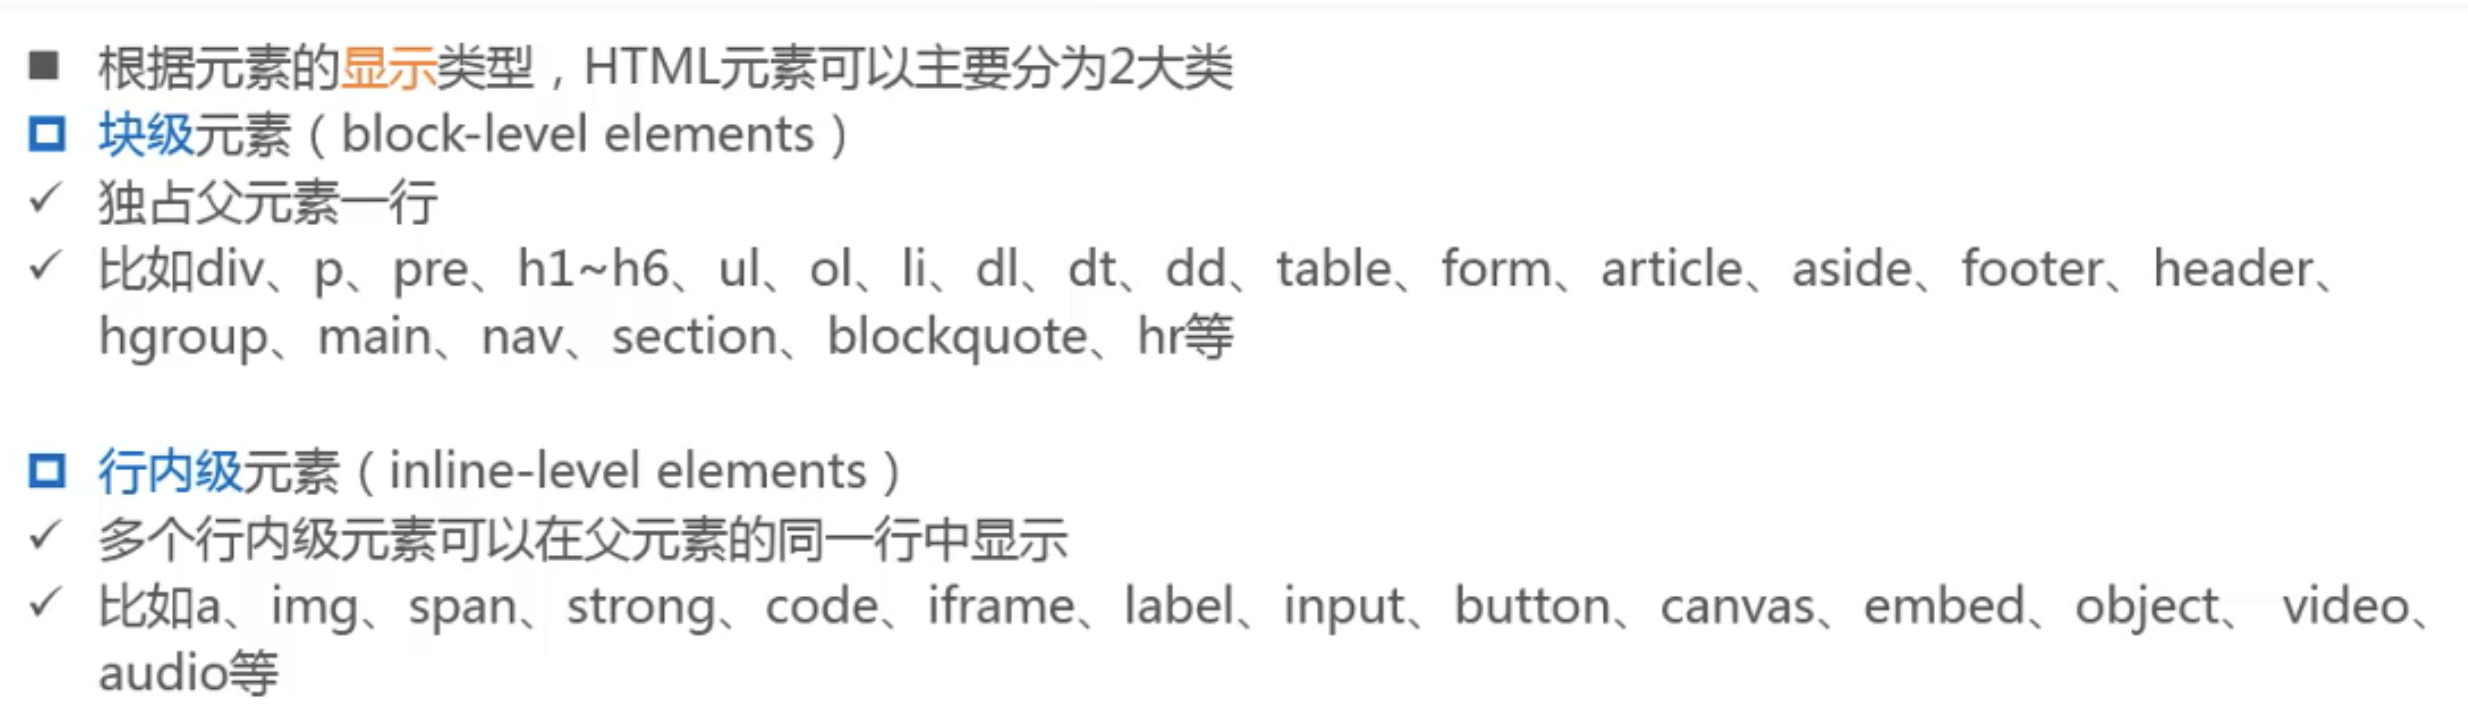 ■ 根据元素的显示类型，HTML元素可以主要分为2大类
块级元素（block-level elements）
✓ 独占父元素一行
✓ 比如div、p、pre、h1~h6、ul、ol、li、dl、dt、dd、table、form、article、aside、footer、header、
hgroup、main、nav、section、blockquote、hr等
行内级元素（inline-level elements）
✓ 多个行内级元素可以在父元素的同一行中显示
✓ 比如a、img、span、strong、code、iframe、label、input、button、canvas、embed、object、 video、
audio等